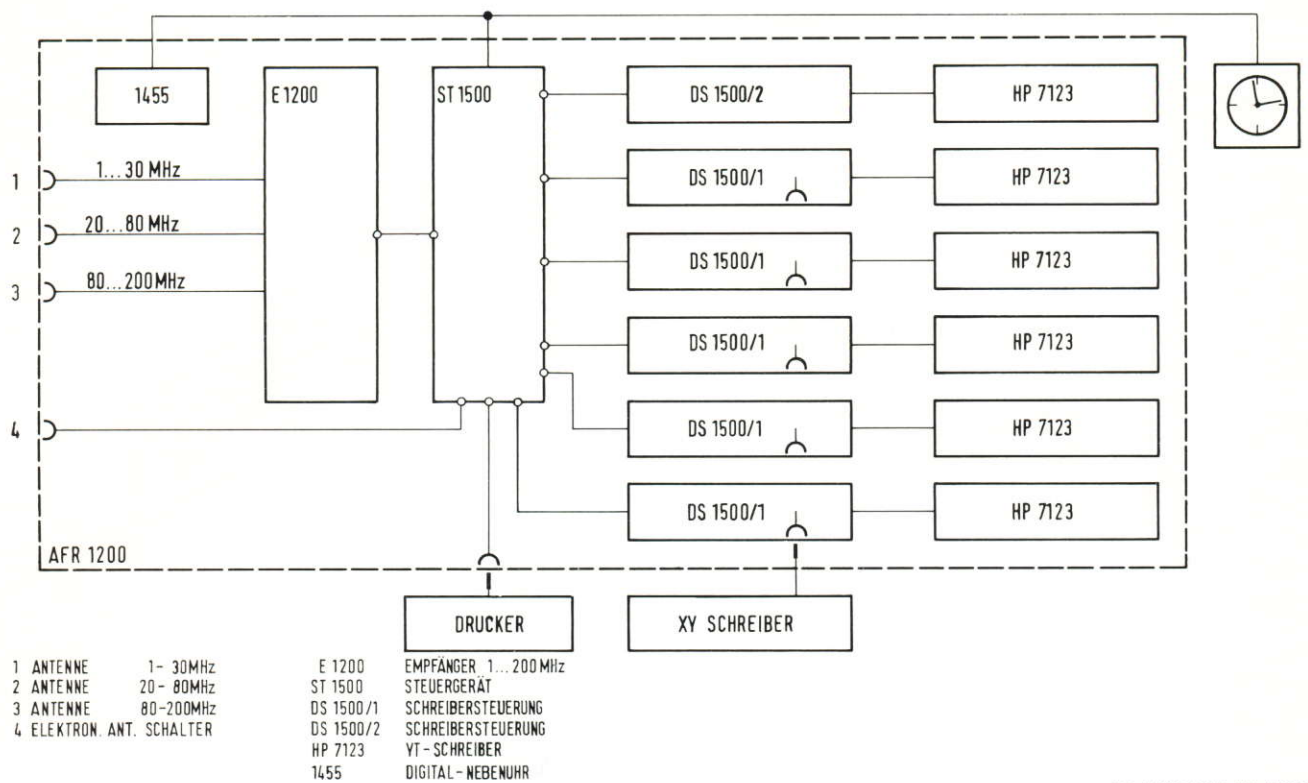 1455
E 1200
ST 1500
DS 1500/2
HP 7123
1 1...30 MHz
DS 1500/1
HP 7123
2 20...80 MHz
DS 1500/1
HP 7123
3 80...200 MHz
DS 1500/1
HP 7123
4
DS 1500/1
HP 7123
DS 1500/1
HP 7123
AFR 1200
DRUCKER
XY SCHREIBER
1 ANTENNE 1- 30MHz
2 ANTENNE 20- 80MHz
3 ANTENNE 80-200MHz
4 ELEKTRON. ANT. SCHALTER
E 1200 EMPFÄNGER 1...200 MHz
ST 1500 STEUERGERÄT
DS 1500/1 SCHREIBERSTEUERUNG
DS 1500/2 SCHREIBERSTEUERUNG
HP 7123 YT-SCHREIBER
1455 DIGITAL-NEBENUHR